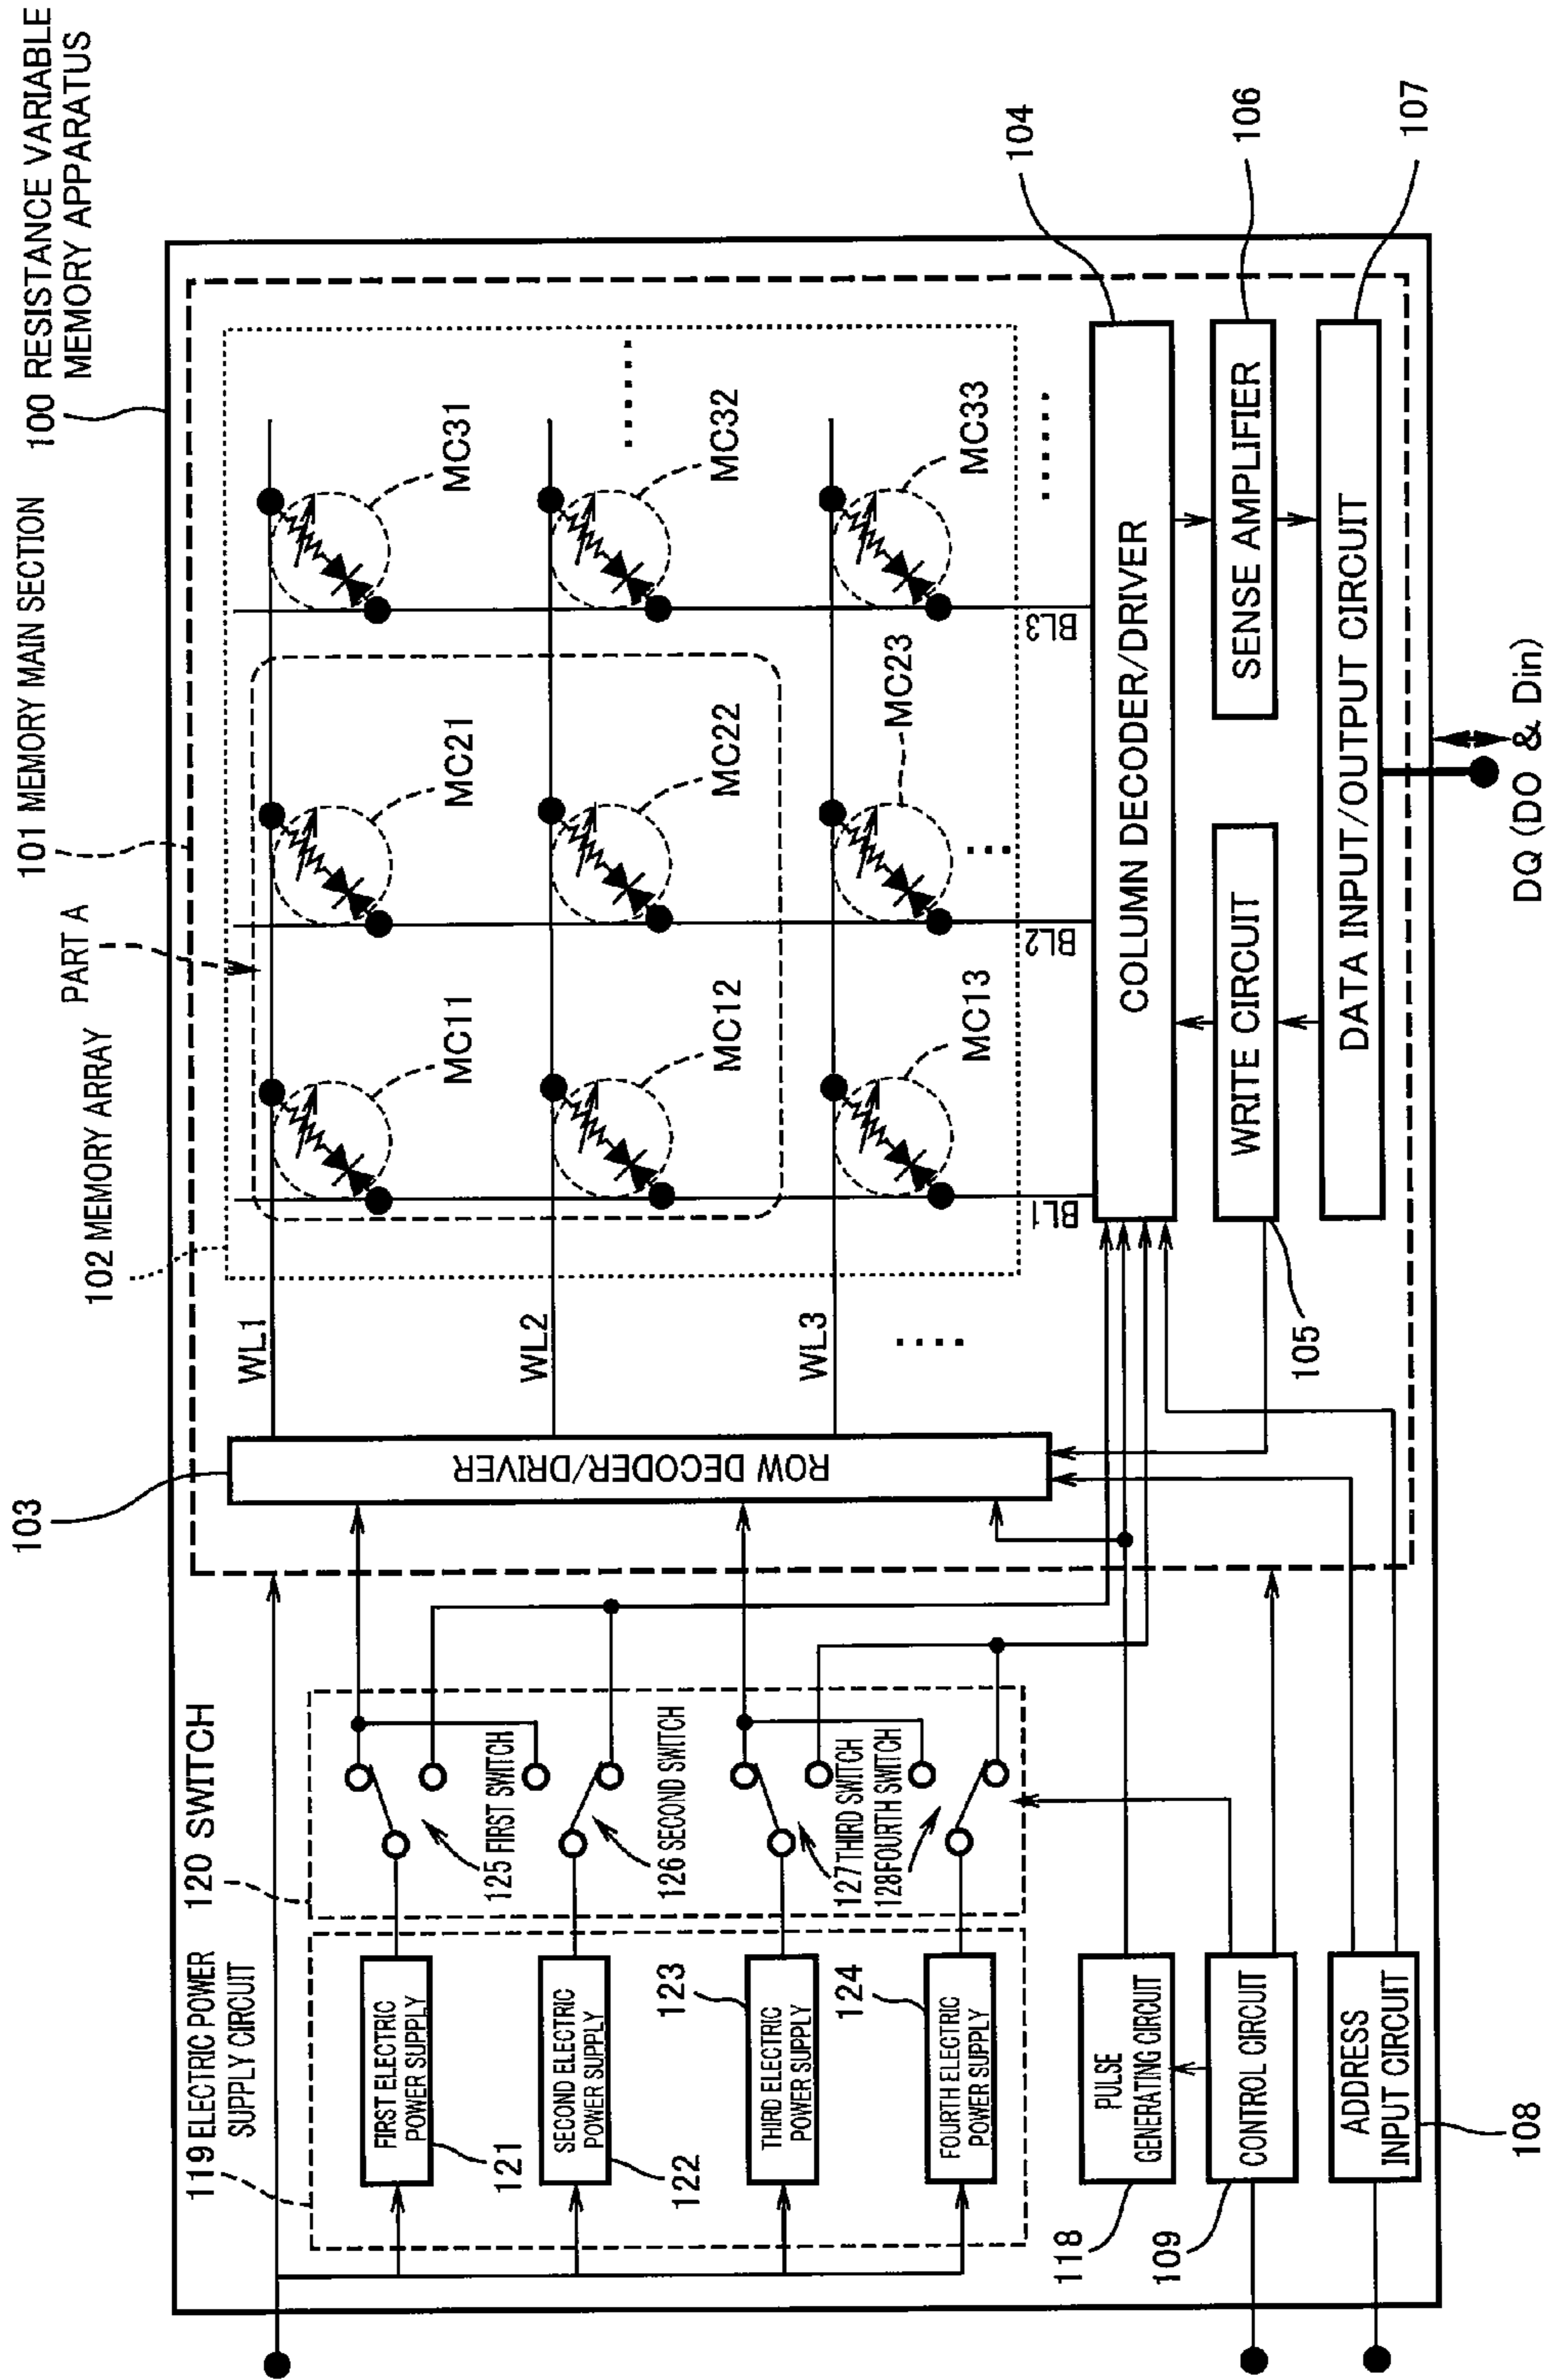 100 RESISTANCE VARIABLE
MEMORY APPARATUS
101 MEMORY MAIN SECTION
PART A
102 MEMORY ARRAY
103
120 SWITCH
119 ELECTRIC POWER
SUPPLY CIRCUIT
WL1
MC11
MC21
MC31
WL2
MC12
MC22
MC32
WL3
MC13
MC23
MC33
BL1
BL2
BL3
ROW DECODER/DRIVER
FIRST ELECTRIC
POWER SUPPLY
121
125 FIRST SWITCH
SECOND ELECTRIC
POWER SUPPLY
122
126 SECOND SWITCH
THIRD ELECTRIC
POWER SUPPLY
123
127 THIRD SWITCH
128 FOURTH SWITCH
FOURTH ELECTRIC
POWER SUPPLY
124
COLUMN DECODER/DRIVER
104
WRITE CIRCUIT
105
SENSE AMPLIFIER
106
DATA INPUT/OUTPUT CIRCUIT
107
PULSE
GENERATING CIRCUIT
118
CONTROL CIRCUIT
109
ADDRESS
INPUT CIRCUIT
108
DQ (DO & Din)